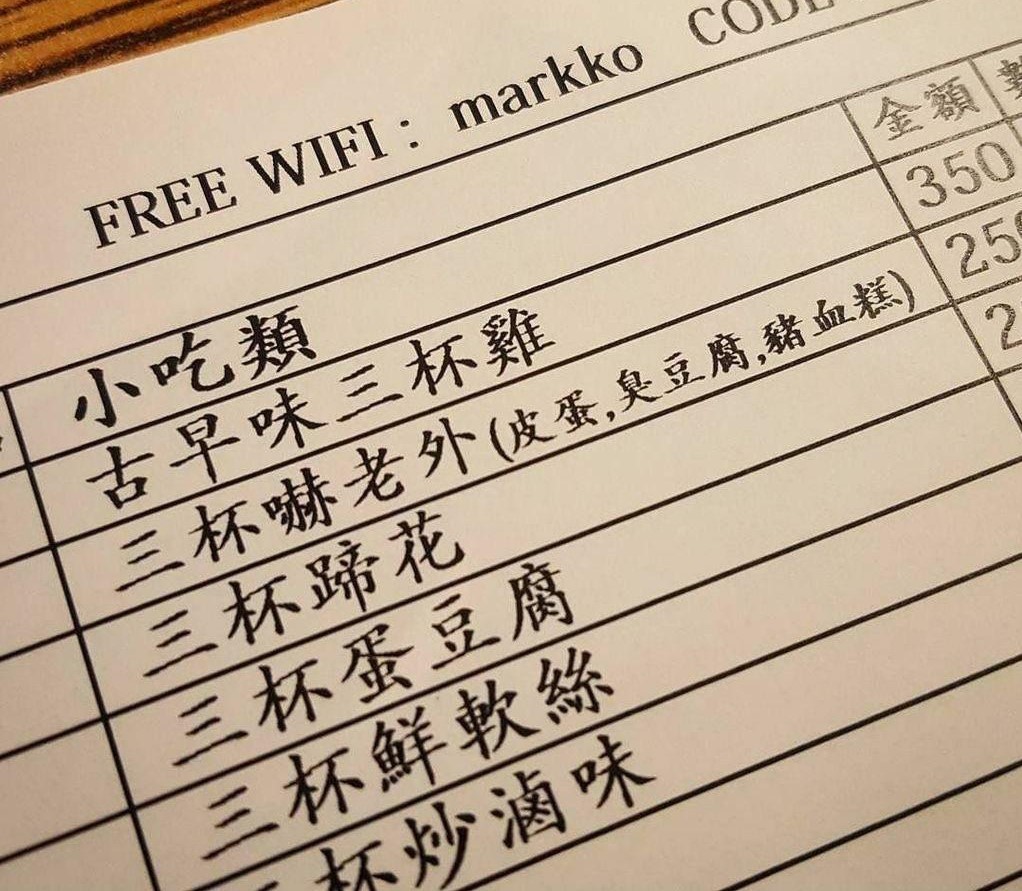 FREE WIFI: markko CODE
小吃類 金額
古早味三杯雞 350
三杯嚇老外(皮蛋,臭豆腐,豬血糕) 250
三杯蹄花
三杯蛋豆腐
三杯鮮軟絲
三杯炒滷味